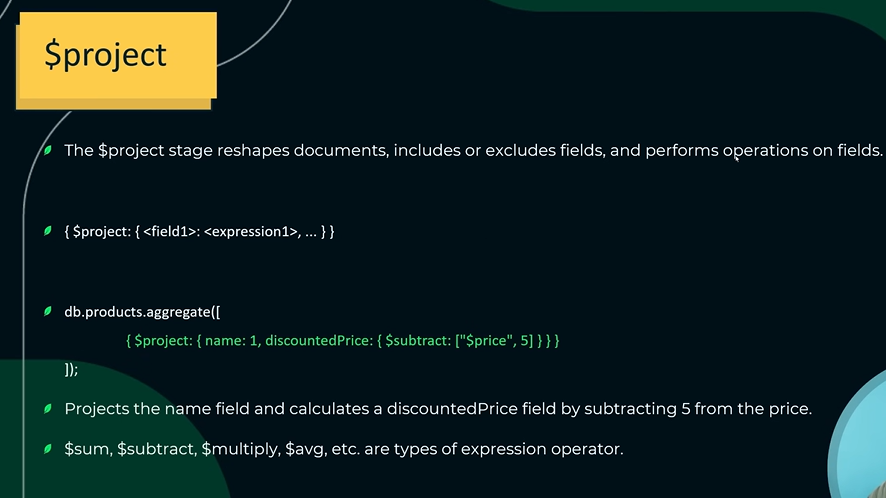 $project
The $project stage reshapes documents, includes or excludes fields, and performs operations on fields.
{ $project: { <field1>: <expression1>, ... } }
db.products.aggregate([
{ $project: { name: 1, discountedPrice: { $subtract: ["$price", 5] } } }
]);
Projects the name field and calculates a discountedPrice field by subtracting 5 from the price.
$sum, $subtract, $multiply, $avg, etc. are types of expression operator.